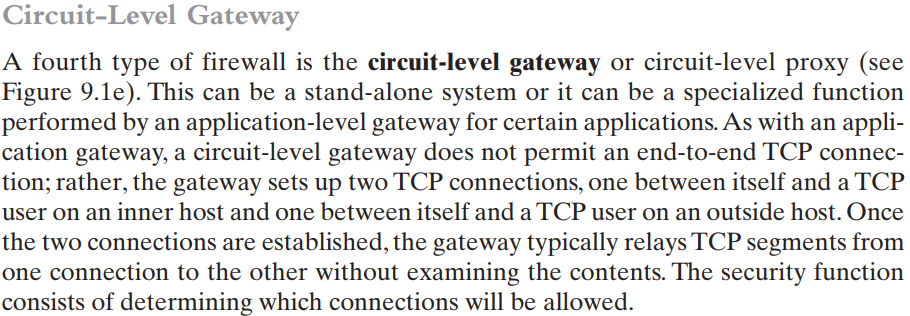 Circuit-Level Gateway
A fourth type of firewall is the circuit-level gateway or circuit-level proxy (see
Figure 9.1e). This can be a stand-alone system or it can be a specialized function
performed by an application-level gateway for certain applications. As with an appli-
cation gateway, a circuit-level gateway does not permit an end-to-end TCP connec-
tion; rather, the gateway sets up two TCP connections, one between itself and a TCP
user on an inner host and one between itself and a TCP user on an outside host. Once
the two connections are established, the gateway typically relays TCP segments from
one connection to the other without examining the contents. The security function
consists of determining which connections will be allowed.